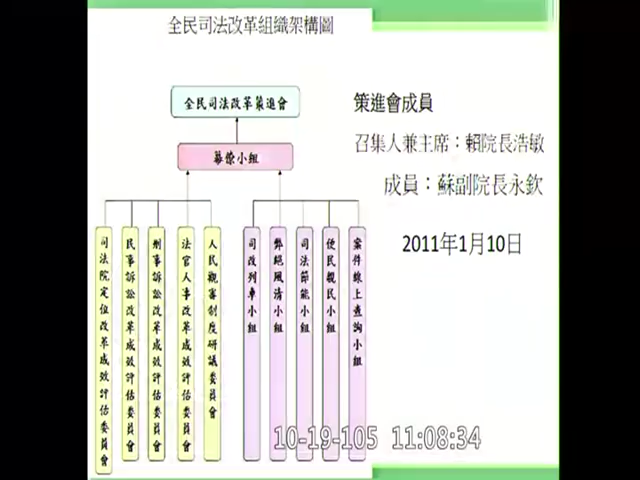 全民司法改革組織架構圖
全民司法改革策進會
幕僚小組
司法院定位改革成效評估委員會
民事訴訟改革成效評估委員會
刑事訴訟改革成效評估委員會
法官人事改革成效評估委員會
人民觀審制度研議委員會
司改列車小組
弊絕風清小組
司法節能小組
便民親民小組
案件線上查詢小組
策進會成員
召集人兼主席：賴院長浩敏
成員：蘇副院長永欽
2011年1月10日
10-19-105 11:08:34